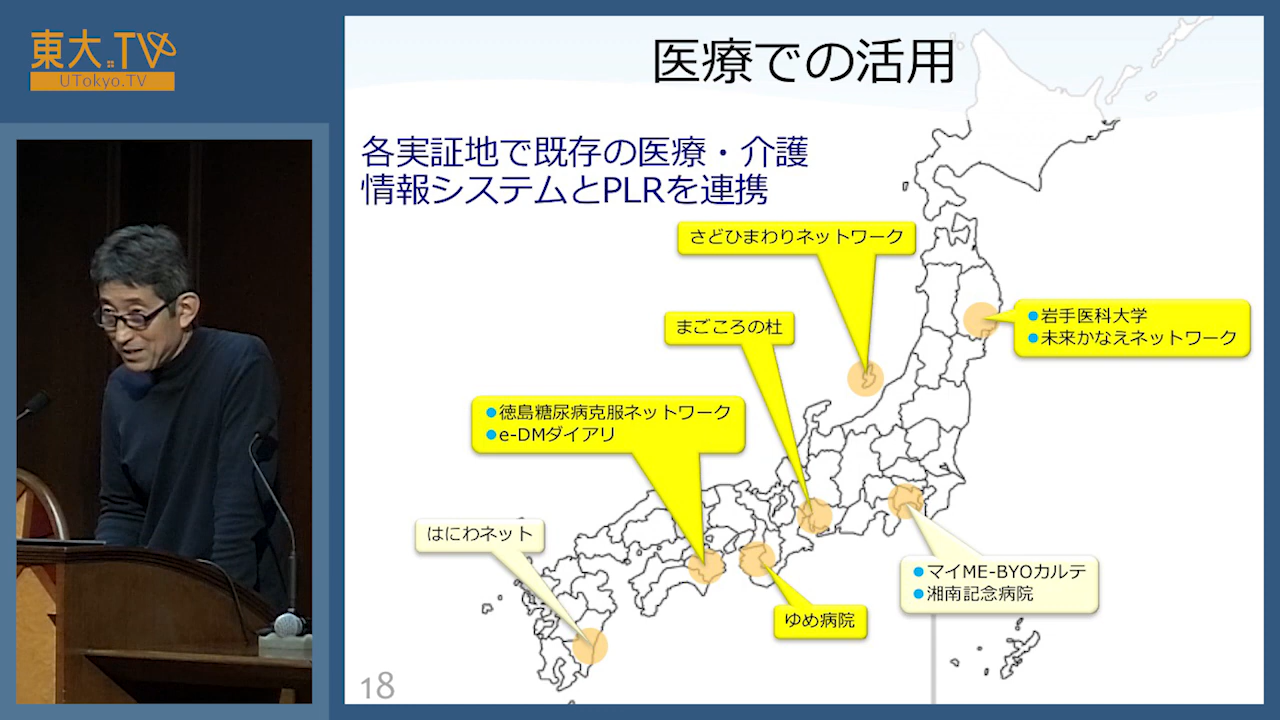 東大.TV
UTokyo.TV
医療での活用
各実証地で既存の医療・介護
情報システムとPLRを連携
さどひまわりネットワーク
まごころの杜
●岩手医科大学
●未来かなえネットワーク
●徳島糖尿病克服ネットワーク
●e-DMダイアリ
はにわネット
●マイME-BYOカルテ
●湘南記念病院
ゆめ病院
18